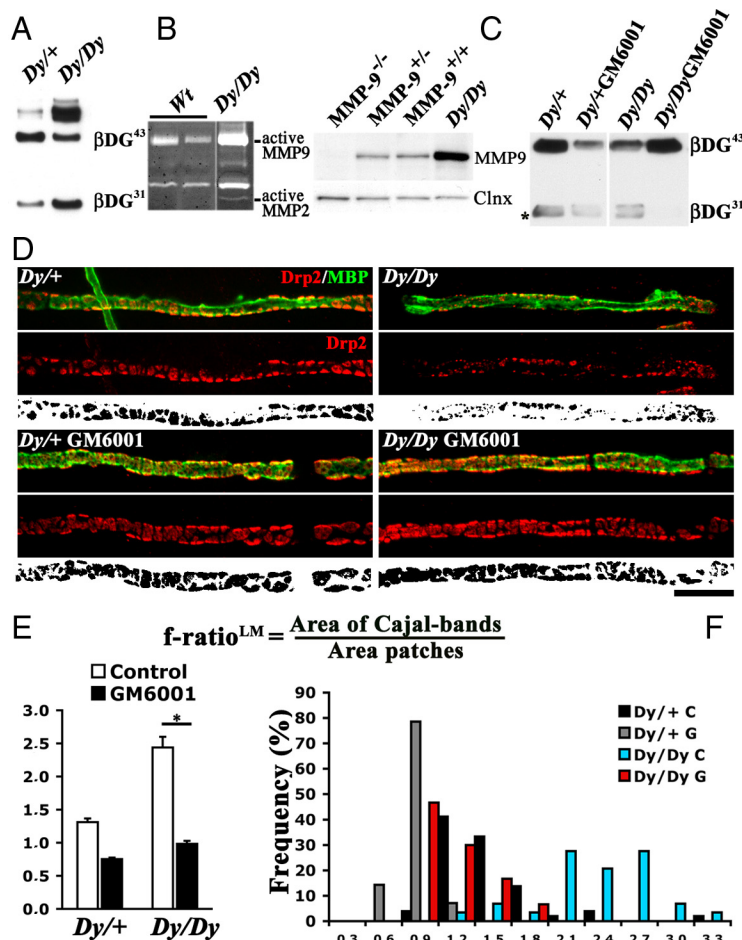 A
B
C
Dy/+
Dy/Dy
Wt
Dy/Dy
MMP-9-/-
MMP-9+/-
MMP-9+/+
Dy/Dy
Dy/+
Dy/+GM6001
Dy/Dy
Dy/DyGM6001
βDG43
active
MMP9
MMP9
βDG43
βDG31
active
MMP2
Clnx
*
βDG31
D
Dy/+
Drp2/MBP
Dy/Dy
Drp2
Dy/+ GM6001
Dy/Dy GM6001
E
f-ratioLM = Area of Cajal-bands
Area patches
F
Control
GM6001
3.0
2.5
2.0
1.5
1.0
0.5
0.0
*
Dy/+
Dy/Dy
Frequency (%)
90
80
70
60
50
40
30
20
10
0
Dy/+ C
Dy/+ G
Dy/Dy C
Dy/Dy G
0.3 0.6 0.9 1.2 1.5 1.8 2.1 2.4 2.7 3.0 3.3